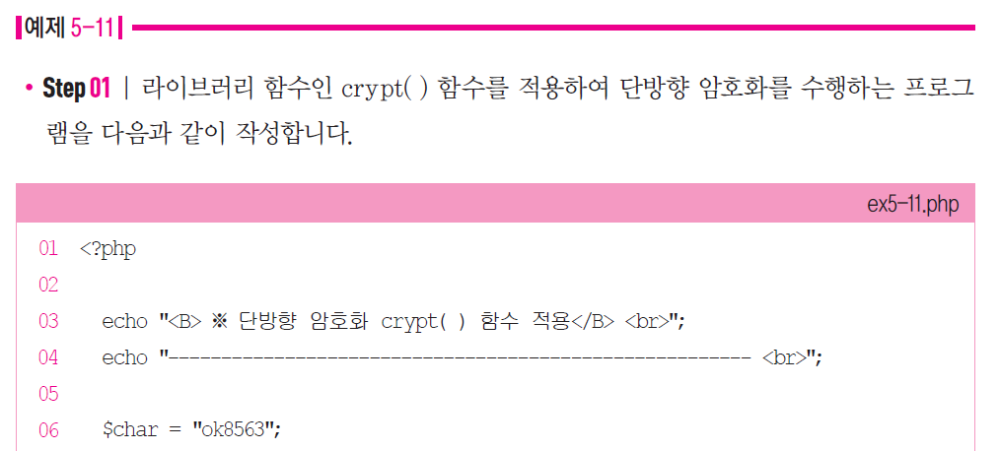 예제 5-11
• Step 01 | 라이브러리 함수인 crypt( ) 함수를 적용하여 단방향 암호화를 수행하는 프로그
램을 다음과 같이 작성합니다.
ex5-11.php
01 <?php
02
03 echo "<B> ※ 단방향 암호화 crypt( ) 함수 적용</B> <br>";
04 echo "------------------------------------------------------- <br>";
05
06 $char = "ok8563";